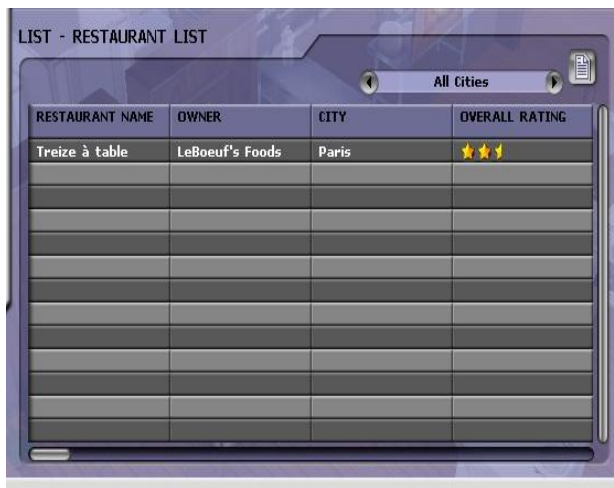 LIST - RESTAURANT LIST
All Cities
RESTAURANT NAME OWNER CITY OVERALL RATING
Treize à table LeBoeuf's Foods Paris